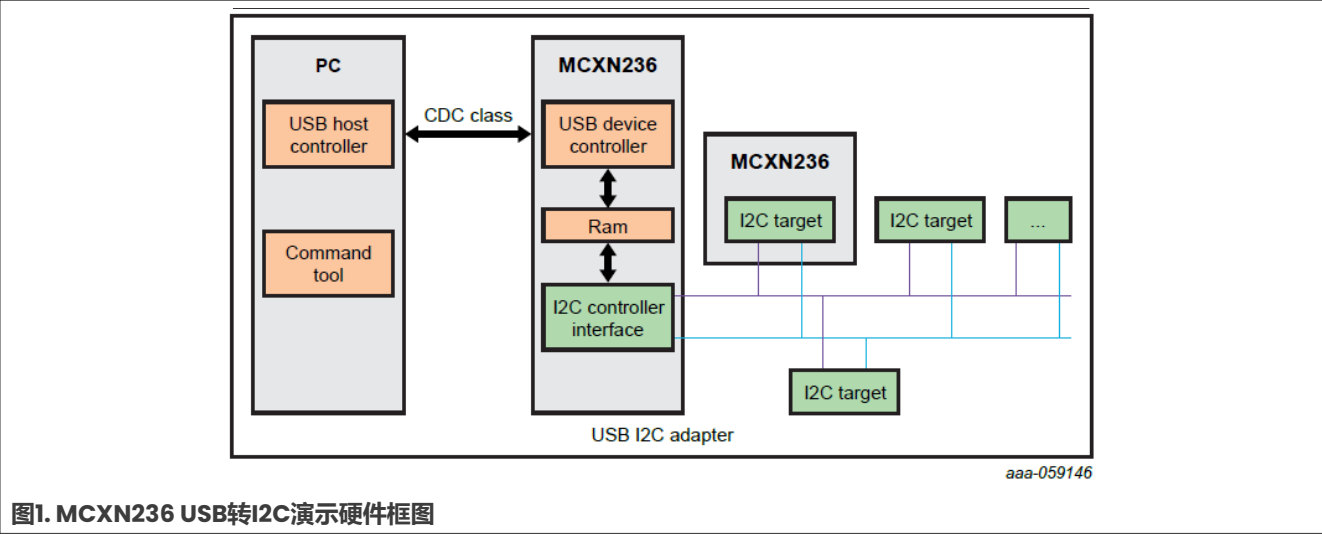 PC
USB host
controller
Command
tool
CDC class
MCXN236
USB device
controller
Ram
I2C controller
interface
MCXN236
I2C target
I2C target
...
I2C target
USB I2C adapter
aaa-059146
图1. MCXN236 USB转I2C演示硬件框图